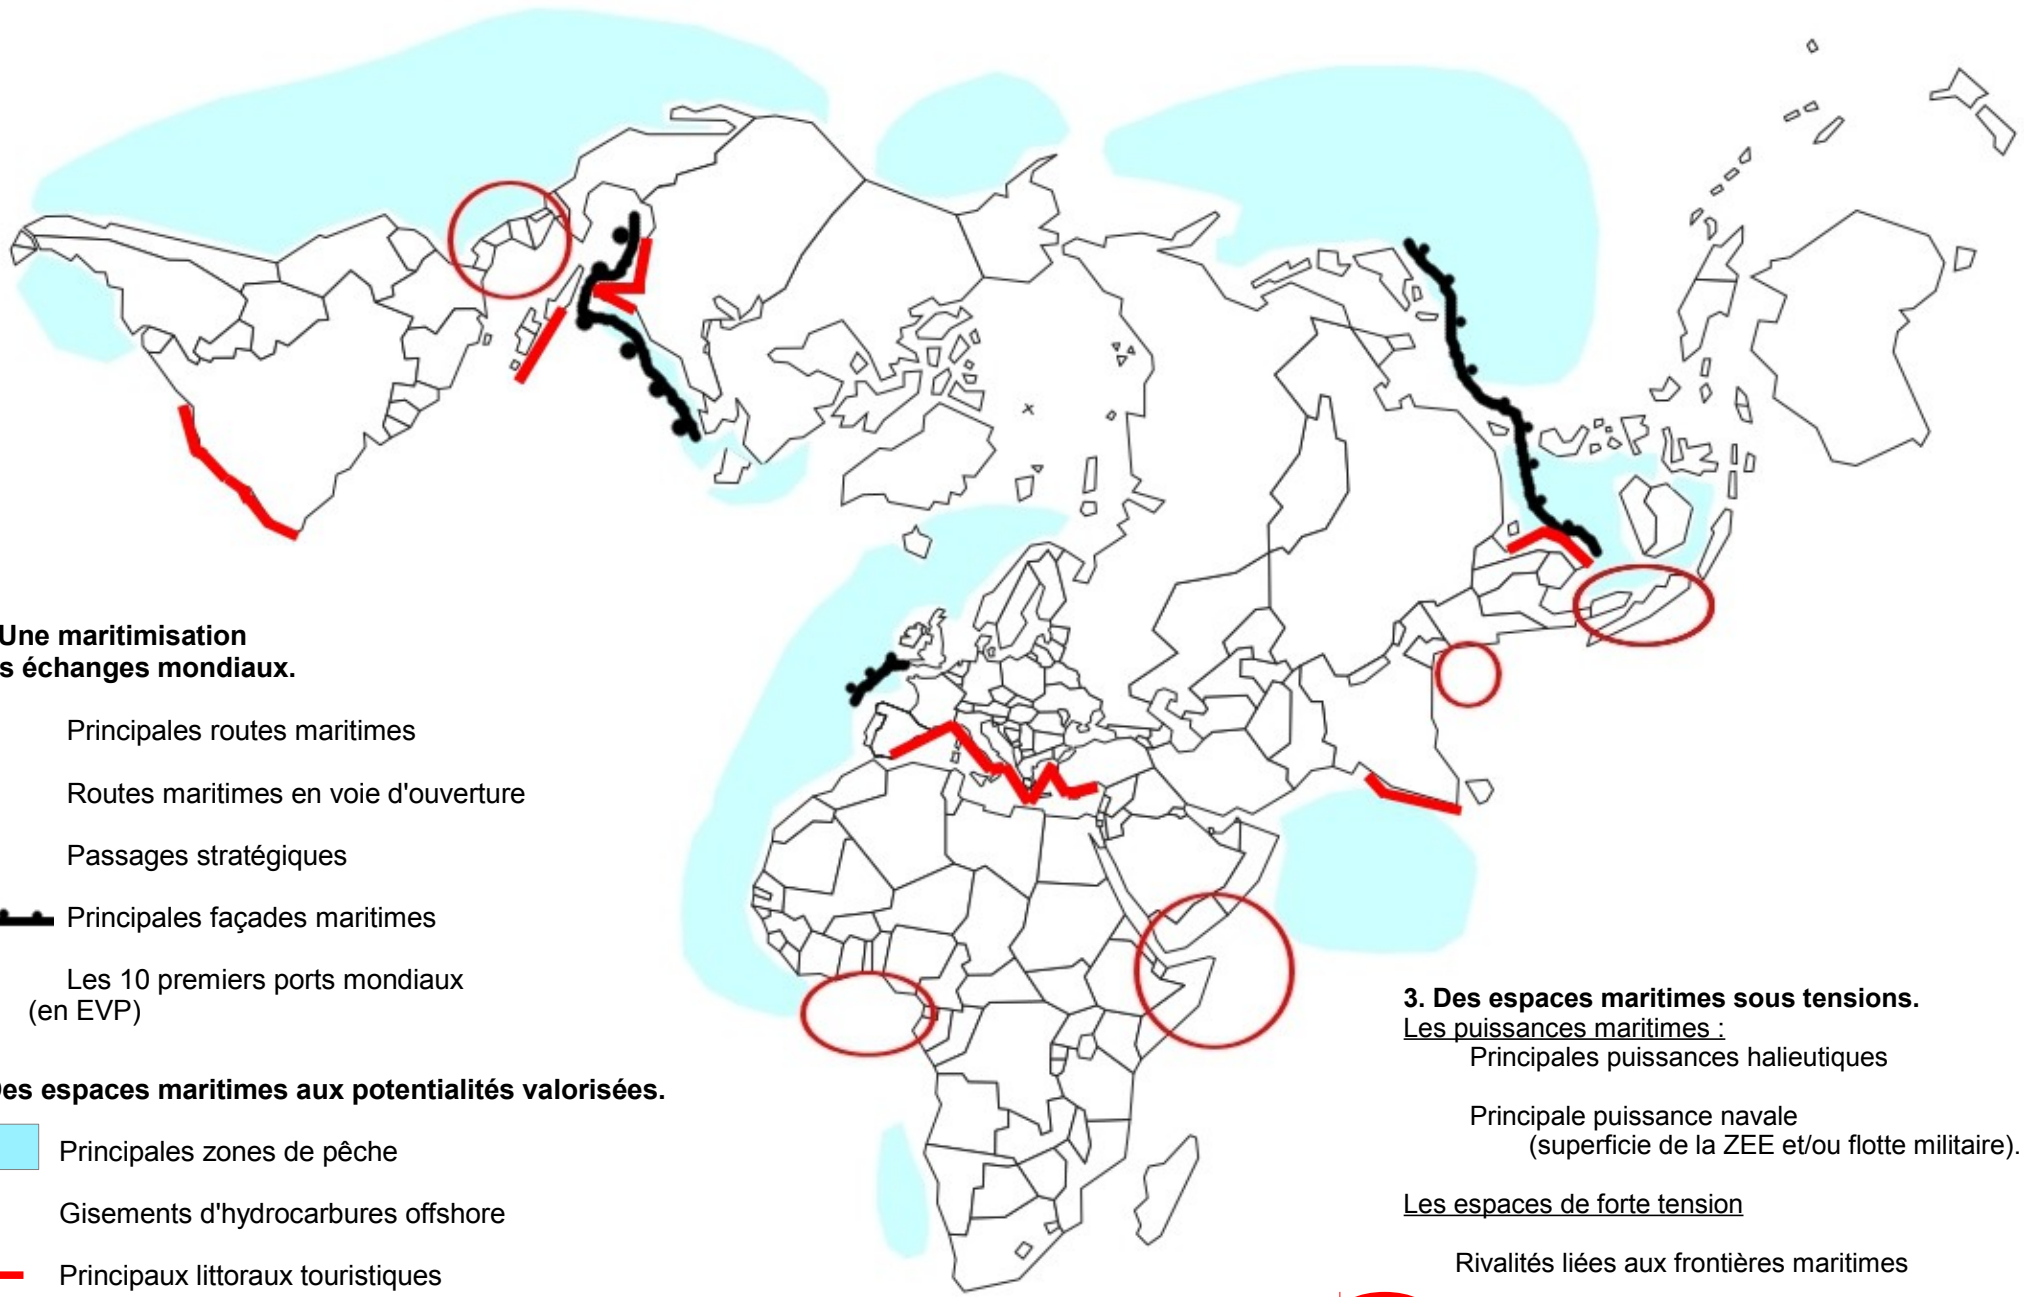 Une maritimisation
s échanges mondiaux.
Principales routes maritimes
Routes maritimes en voie d'ouverture
Passages stratégiques
Principales façades maritimes
Les 10 premiers ports mondiaux
(en EVP)
es espaces maritimes aux potentialités valorisées.
Principales zones de pêche
Gisements d'hydrocarbures offshore
Principaux littoraux touristiques
3. Des espaces maritimes sous tensions.
Les puissances maritimes :
Principales puissances halieutiques
Principale puissance navale
(superficie de la ZEE et/ou flotte militaire).
Les espaces de forte tension
Rivalités liées aux frontières maritimes